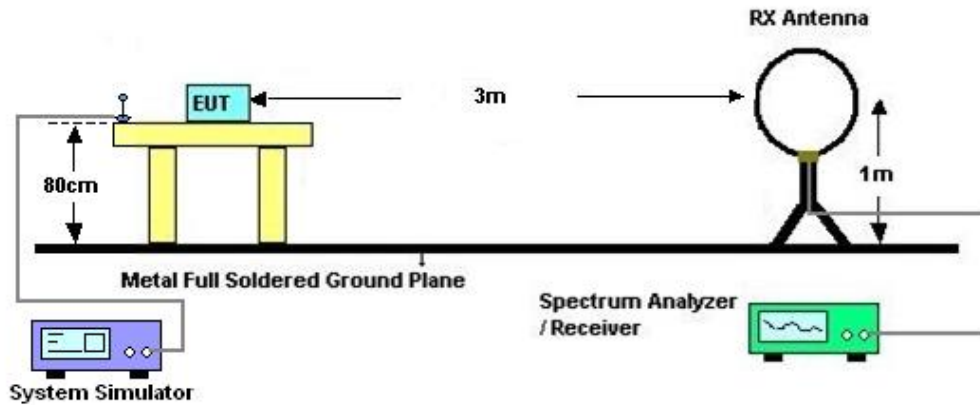 RX Antenna
EUT
3m
80cm
1m
Metal Full Soldered Ground Plane
Spectrum Analyzer
/ Receiver
System Simulator